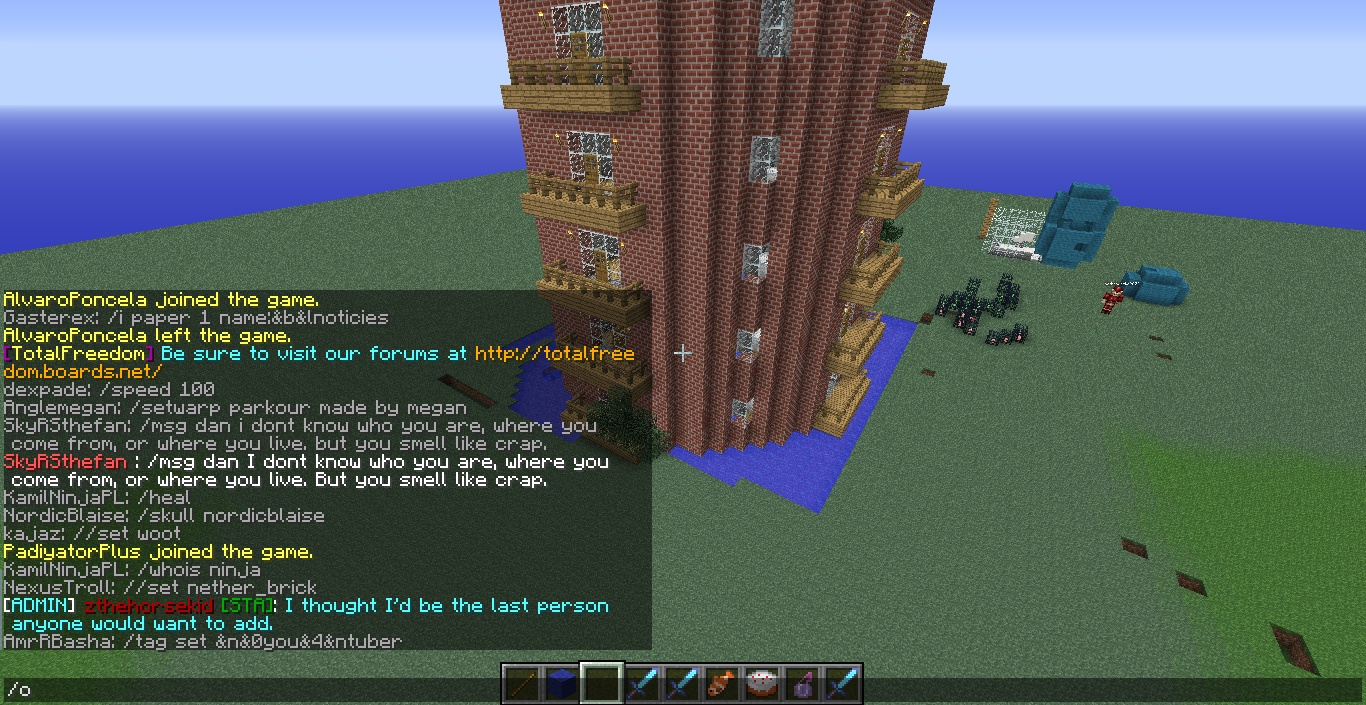 AlvaroPoncela joined the game.
Gasterex: /i paper 1 name:&b&lnoticies
AlvaroPoncela left the game.
[TotalFreedom] Be sure to visit our forums at http://totalfree
dom.boards.net/
dexpade: /speed 100
Anglemegan: /setwarp parkour made by megan
SkyRSthefan: /msg dan i dont know who you are, where you
come from, or where you live. but you smell like crap.
SkyRSthefan : /msg dan I dont know who you are, where you
come from, or where you live. But you smell like crap.
KamilNinjaPL: /heal
NordicBlaise: /skull nordicblaise
kajaz: //set woot
PadiyatorPlus joined the game.
KamilNinjaPL: /whois ninja
NexusTroll: //set nether_brick
[ADMIN] zthehorsekid [STA]: I thought I'd be the last person
anyone would want to add.
AmrRBasha: /tag set &n&0you&4&ntuber
/o